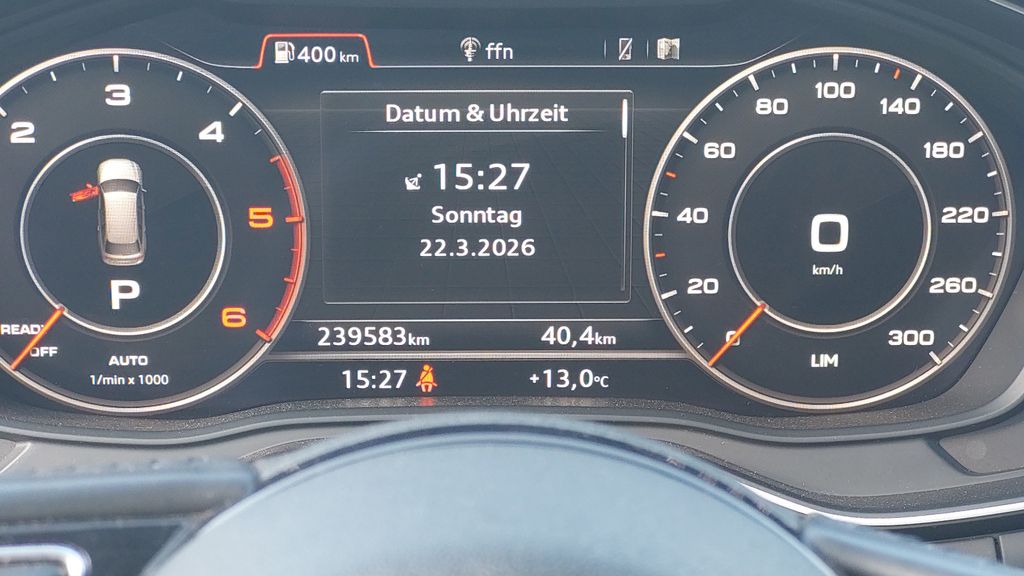 400 km
ffn
Datum & Uhrzeit
15:27
Sonntag
22.3.2026
239583km
40,4km
15:27
+13,0°C
2
3
4
5
6
P
READY
OFF
AUTO
1/min x 1000
0
20
40
60
80
100
140
180
220
260
300
0
km/h
LIM